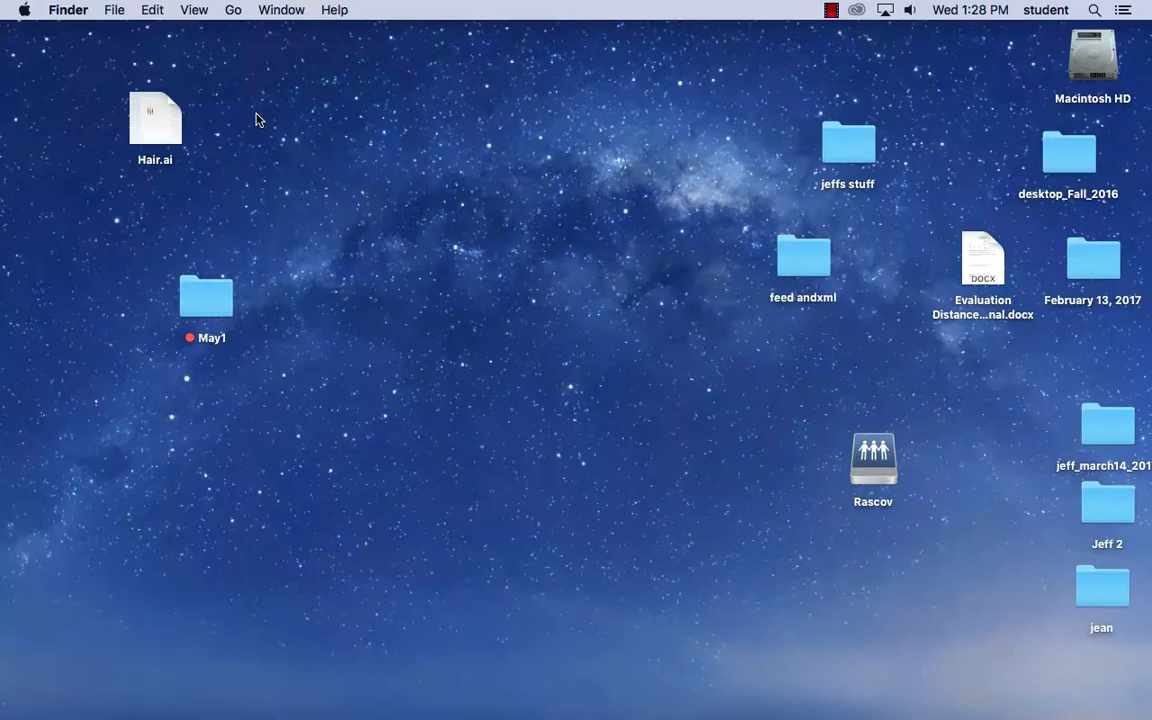 Finder File Edit View Go Window Help Wed 1:28 PM student
Macintosh HD
Hair.ai
jeffs stuff
desktop_Fall_2016
feed andxml
DOCX
Evaluation
Distance...nal.docx
February 13, 2017
May1
jeff_march14_201
Rascov
Jeff 2
jean